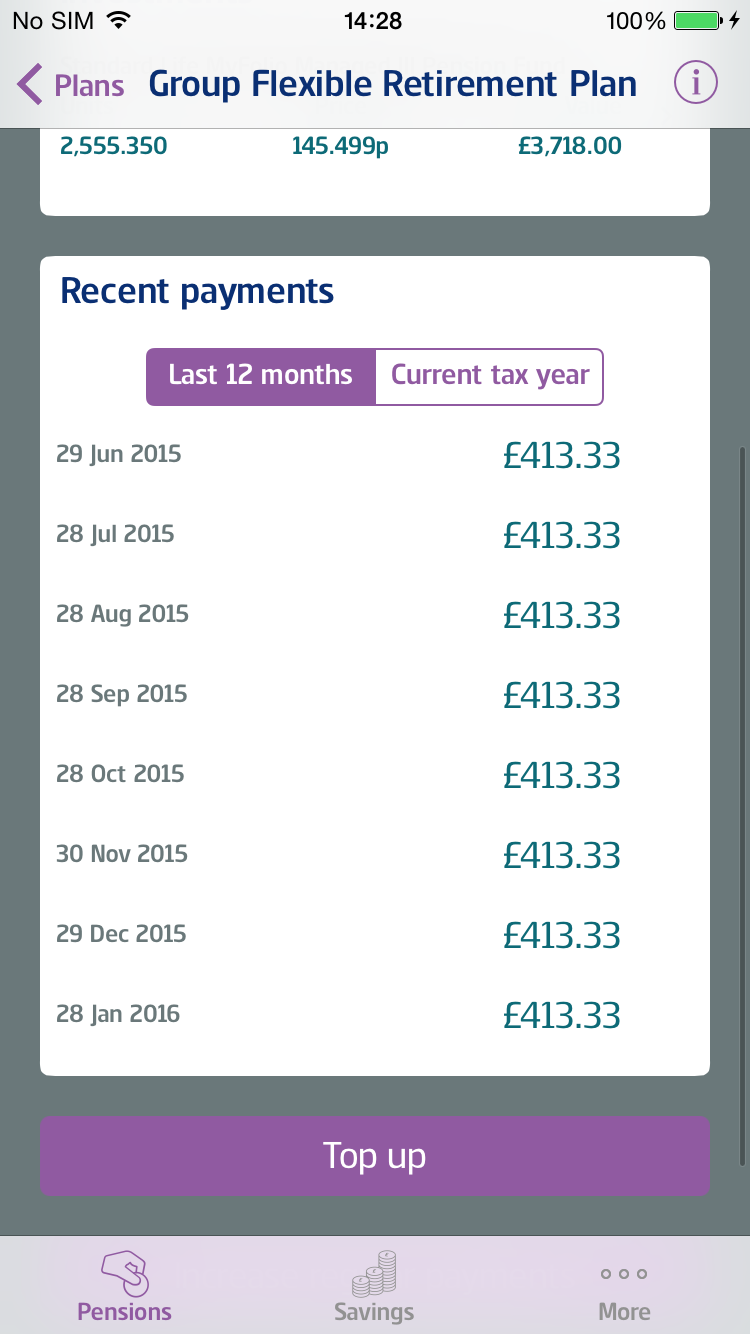 No SIM 14:28 100%
Plans Group Flexible Retirement Plan i
2,555.350 145.499p £3,718.00
Recent payments
Last 12 months Current tax year
29 Jun 2015 £413.33
28 Jul 2015 £413.33
28 Aug 2015 £413.33
28 Sep 2015 £413.33
28 Oct 2015 £413.33
30 Nov 2015 £413.33
29 Dec 2015 £413.33
28 Jan 2016 £413.33
Top up
Pensions Savings More